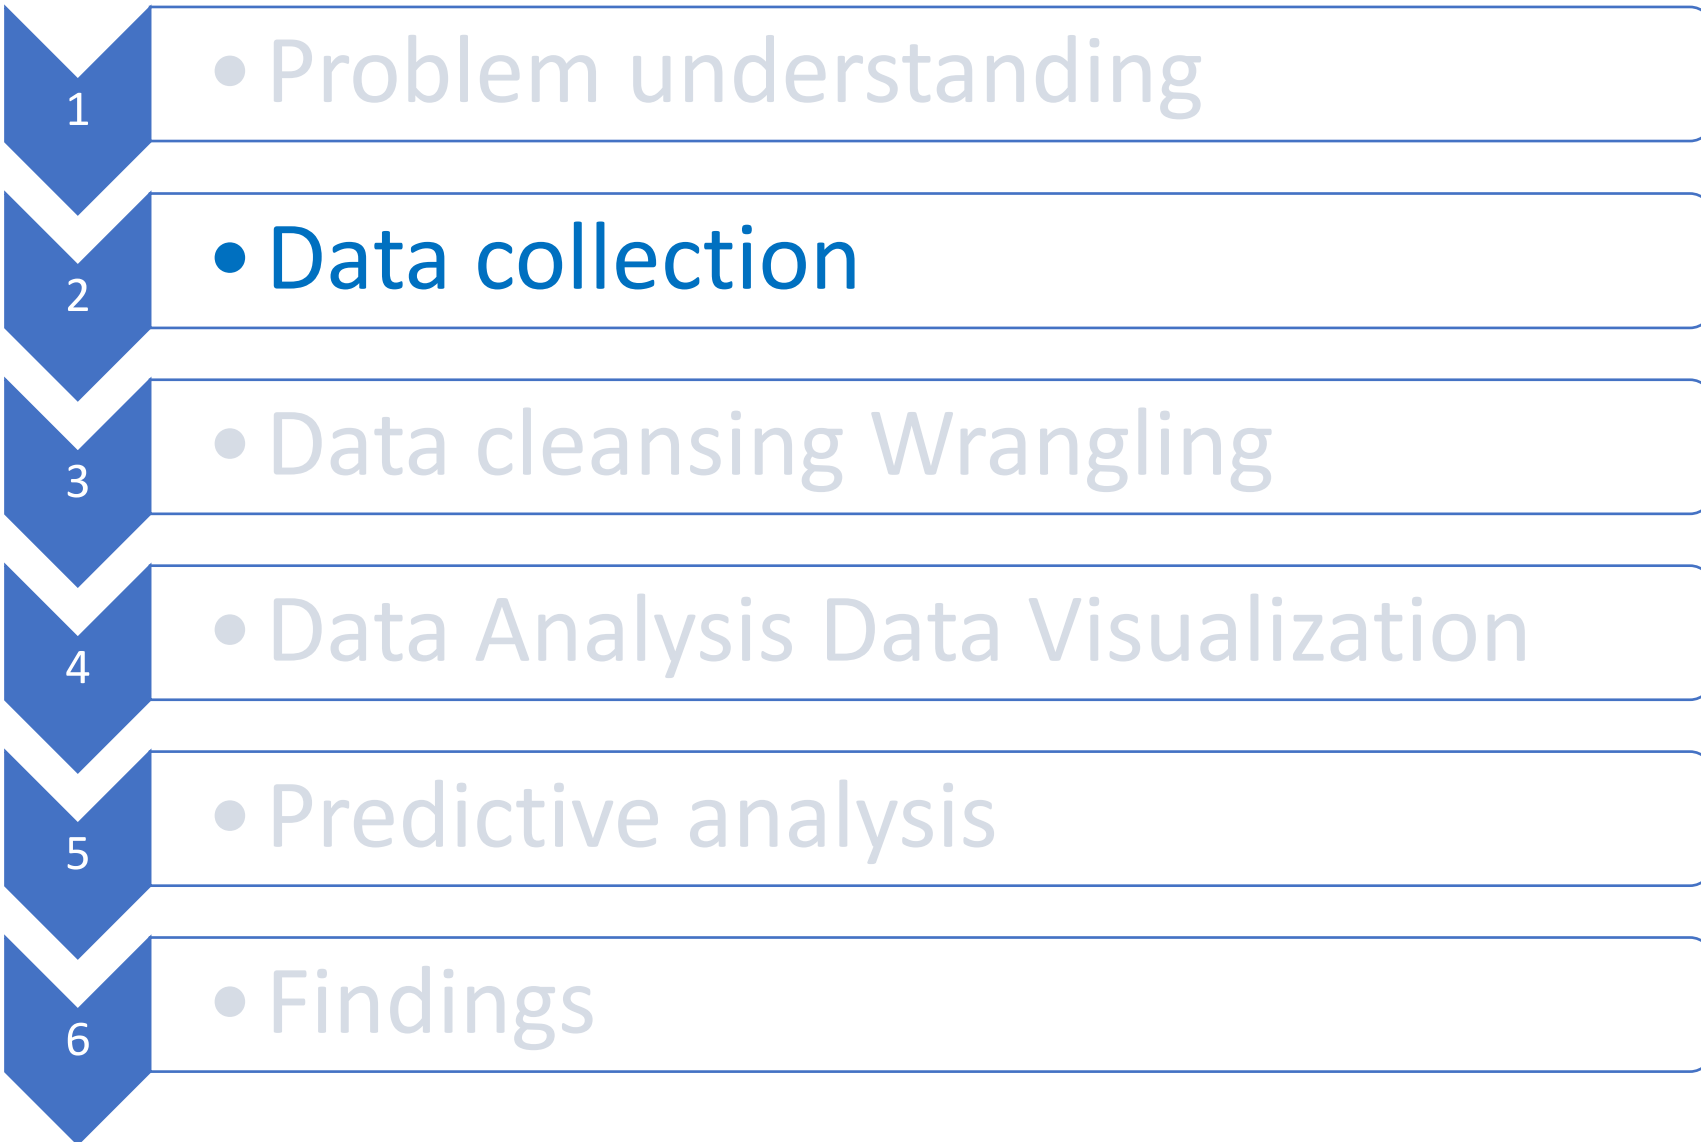 1
• Problem understanding
2
• Data collection
3
• Data cleansing Wrangling
4
• Data Analysis Data Visualization
5
• Predictive analysis
6
• Findings